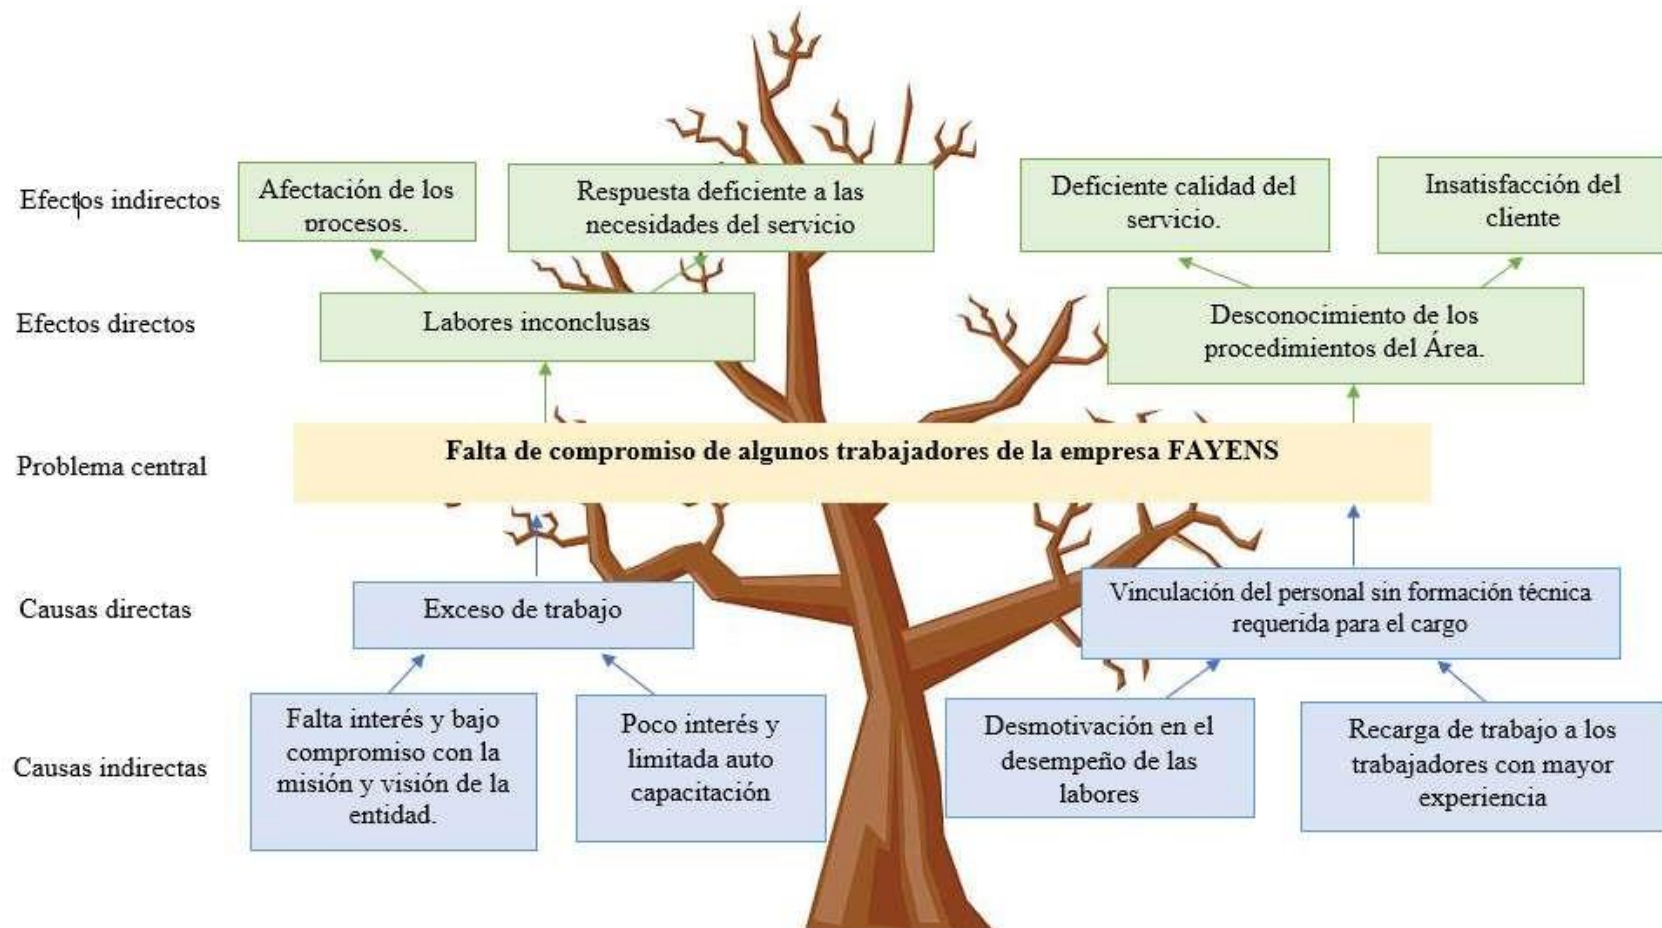 Efectos indirectos
Afectación de los
procesos.
Respuesta deficiente a las
necesidades del servicio
Deficiente calidad del
servicio.
Insatisfacción del
cliente
Efectos directos
Labores inconclusas
Desconocimiento de los
procedimientos del Área.
Problema central
Falta de compromiso de algunos trabajadores de la empresa FAYENS
Causas directas
Exceso de trabajo
Vinculación del personal sin formación técnica
requerida para el cargo
Causas indirectas
Falta interés y bajo
compromiso con la
misión y visión de la
entidad.
Poco interés y
limitada auto
capacitación
Desmotivación en el
desempeño de las
labores
Recarga de trabajo a los
trabajadores con mayor
experiencia